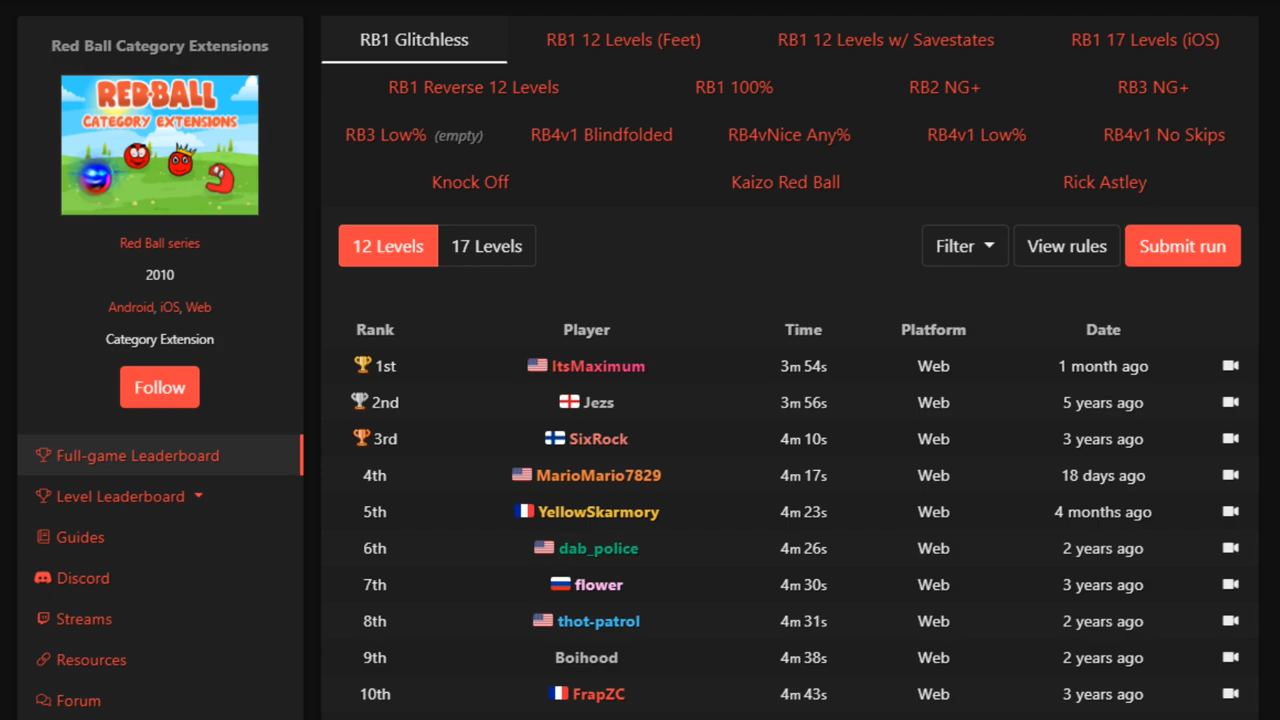 Red Ball Category Extensions
RED BALL
CATEGORY EXTENSIONS
Red Ball series
2010
Android, iOS, Web
Category Extension
Follow
Full-game Leaderboard
Level Leaderboard
Guides
Discord
Streams
Resources
Forum
RB1 Glitchless RB1 12 Levels (Feet) RB1 12 Levels w/ Savestates RB1 17 Levels (iOS)
RB1 Reverse 12 Levels RB1 100% RB2 NG+ RB3 NG+
RB3 Low% (empty) RB4v1 Blindfolded RB4vNice Any% RB4v1 Low% RB4v1 No Skips
Knock Off Kaizo Red Ball Rick Astley
12 Levels 17 Levels Filter View rules Submit run
Rank Player Time Platform Date
1st ItsMaximum 3m 54s Web 1 month ago
2nd Jezs 3m 56s Web 5 years ago
3rd SixRock 4m 10s Web 3 years ago
4th MarioMario7829 4m 17s Web 18 days ago
5th YellowSkarmory 4m 23s Web 4 months ago
6th dab_police 4m 26s Web 2 years ago
7th flower 4m 30s Web 3 years ago
8th thot-patrol 4m 31s Web 2 years ago
9th Boihood 4m 38s Web 2 years ago
10th FrapZC 4m 43s Web 3 years ago